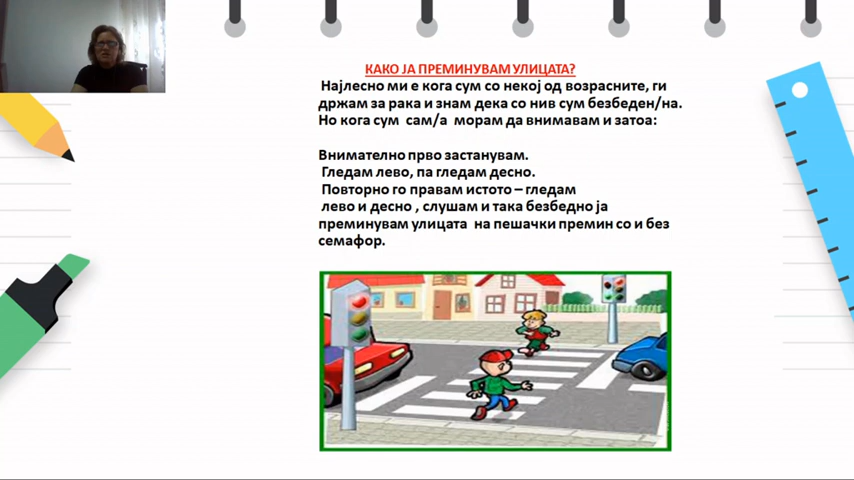 КАКО ЈА ПРЕМИНУВАМ УЛИЦАТА?
Најлесно ми е кога сум со некој од возрасните, ги
држам за рака и знам дека со нив сум безбеден/на.
Но кога сум сам/а морам да внимавам и затоа:
Внимателно прво застанувам.
Гледам лево, па гледам десно.
Повторно го правам истото – гледам
лево и десно , слушам и така безбедно ја
преминувам улицата на пешачки премин со и без
семафор.